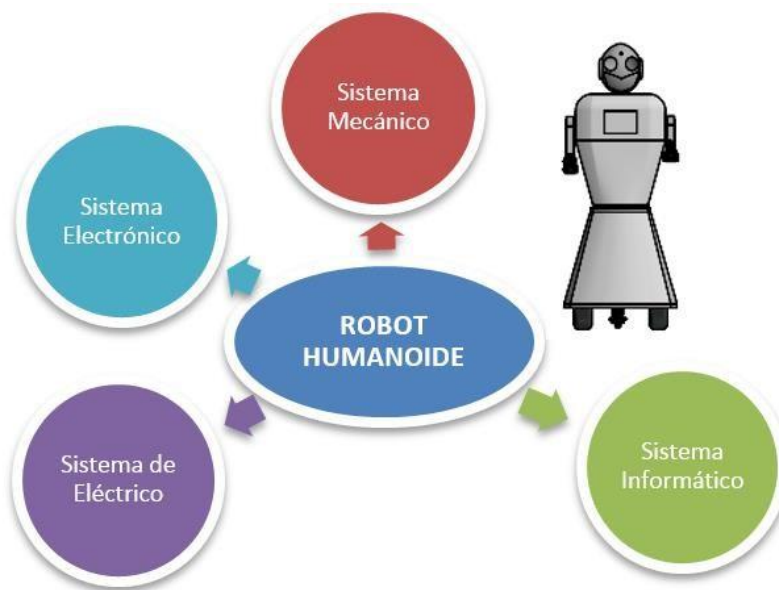 Sistema
Mecánico
Sistema
Electrónico
ROBOT
HUMANOIDE
Sistema de
Eléctrico
Sistema
Informático